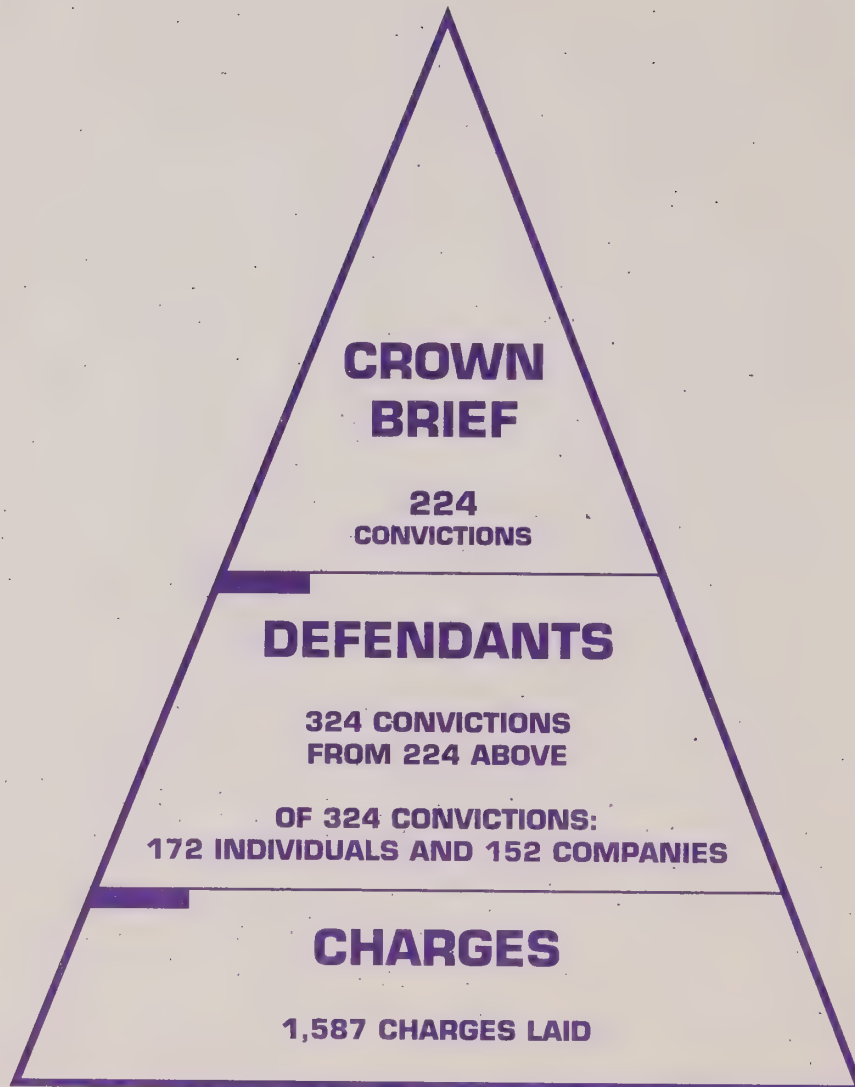 CROWN
BRIEF
224
CONVICTIONS
DEFENDANTS
324 CONVICTIONS
FROM 224 ABOVE
OF 324 CONVICTIONS:
172 INDIVIDUALS AND 152 COMPANIES
CHARGES
1,587 CHARGES LAID